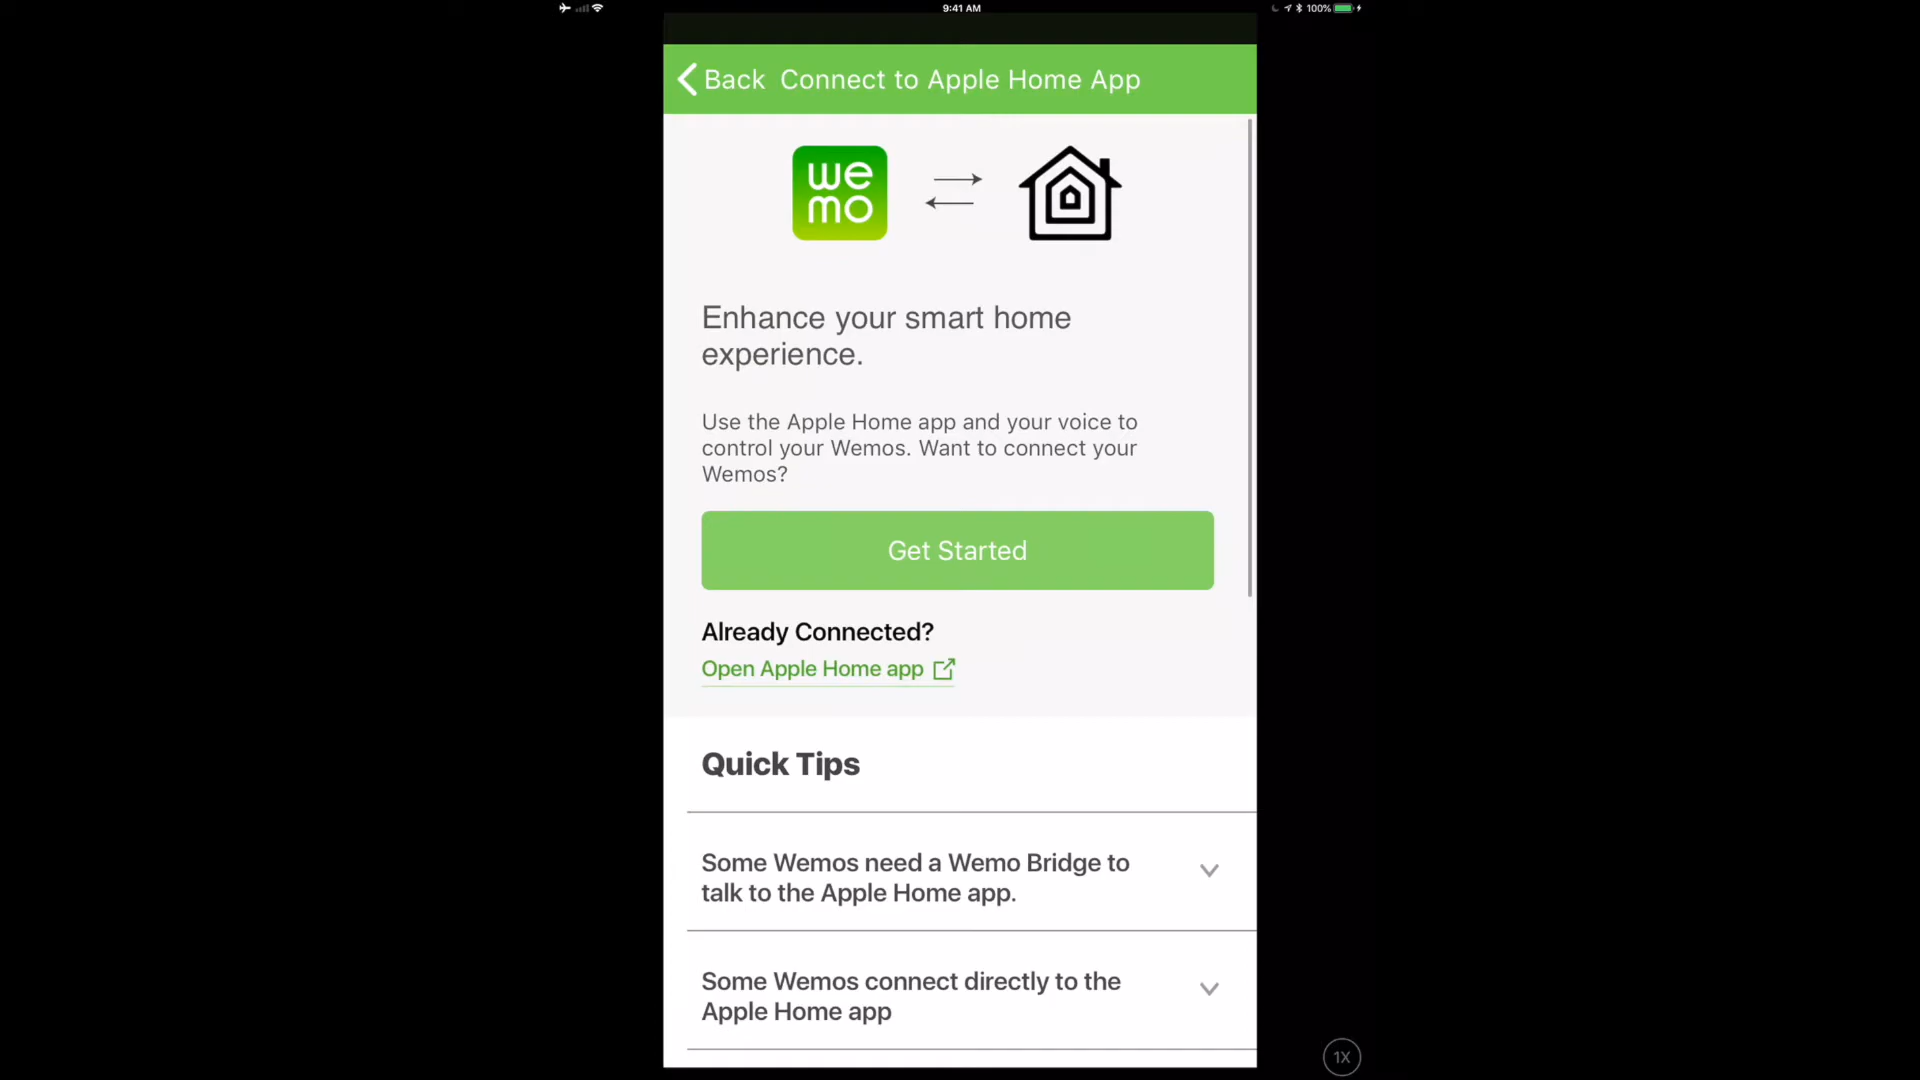 9:41 AM
100%
Back Connect to Apple Home App
we
mo
Enhance your smart home
experience.
Use the Apple Home app and your voice to
control your Wemos. Want to connect your
Wemos?
Get Started
Already Connected?
Open Apple Home app
Quick Tips
Some Wemos need a Wemo Bridge to
talk to the Apple Home app.
Some Wemos connect directly to the
Apple Home app
1X